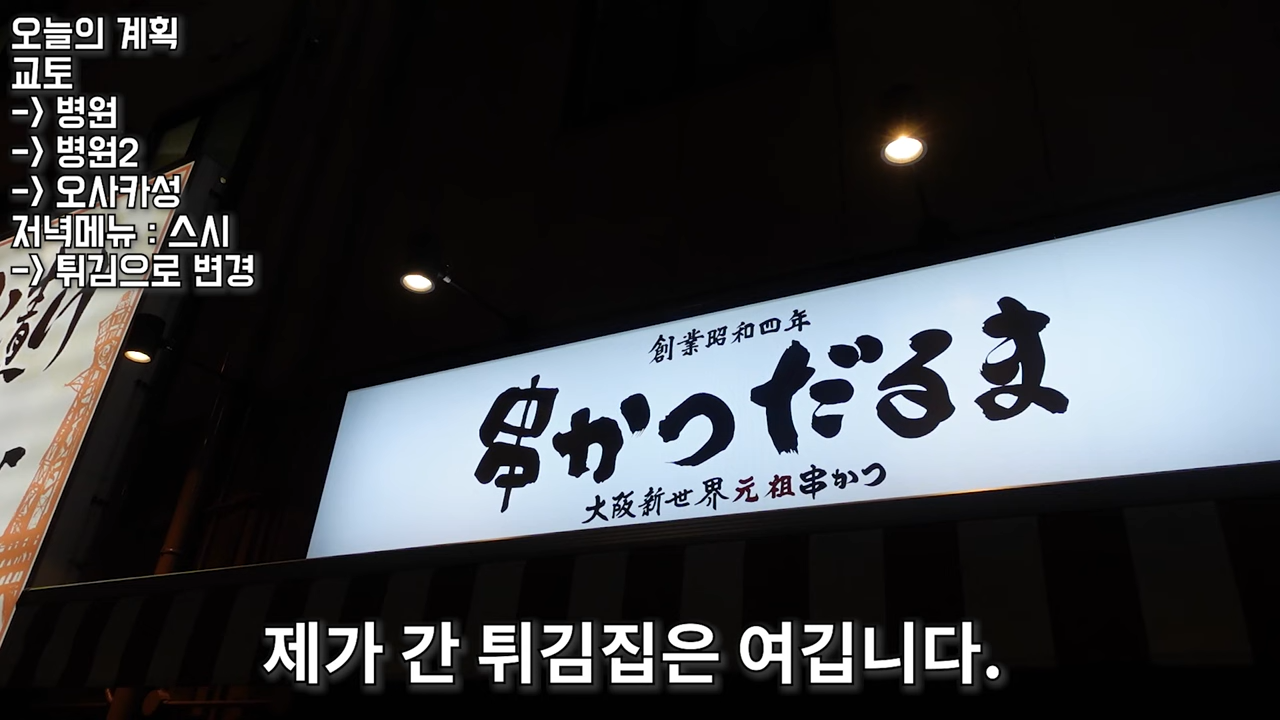 오늘의 계획
교토
-> 병원
-> 병원2
-> 오사카성
저녁메뉴 : 스시
-> 튀김으로 변경
創業昭和四年
串かつだるま
大阪新世界元祖串かつ
제가 간 튀김집은 여깁니다.